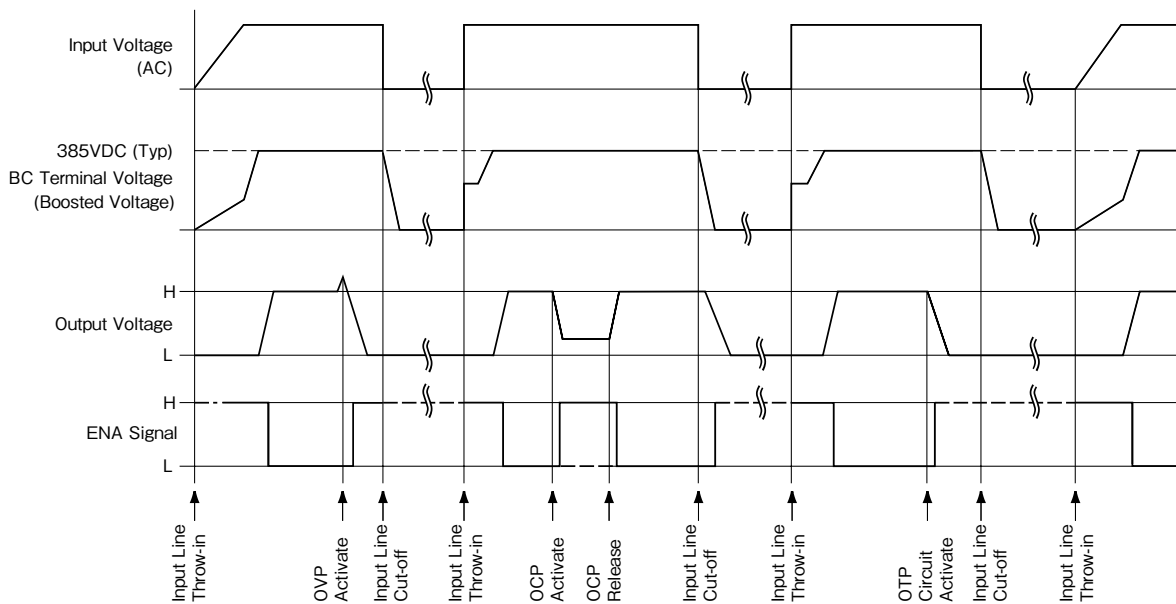 Input Voltage
(AC)
385VDC (Typ)
BC Terminal Voltage
(Boosted Voltage)
H
Output Voltage
L
H
ENA Signal
L
Input Line
Throw-in
OVP
Activate
Input Line
Cut-off
Input Line
Throw-in
OCP
Activate
OCP
Release
Input Line
Cut-off
Input Line
Throw-in
OTP
Circuit
Activate
Input Line
Cut-off
Input Line
Throw-in